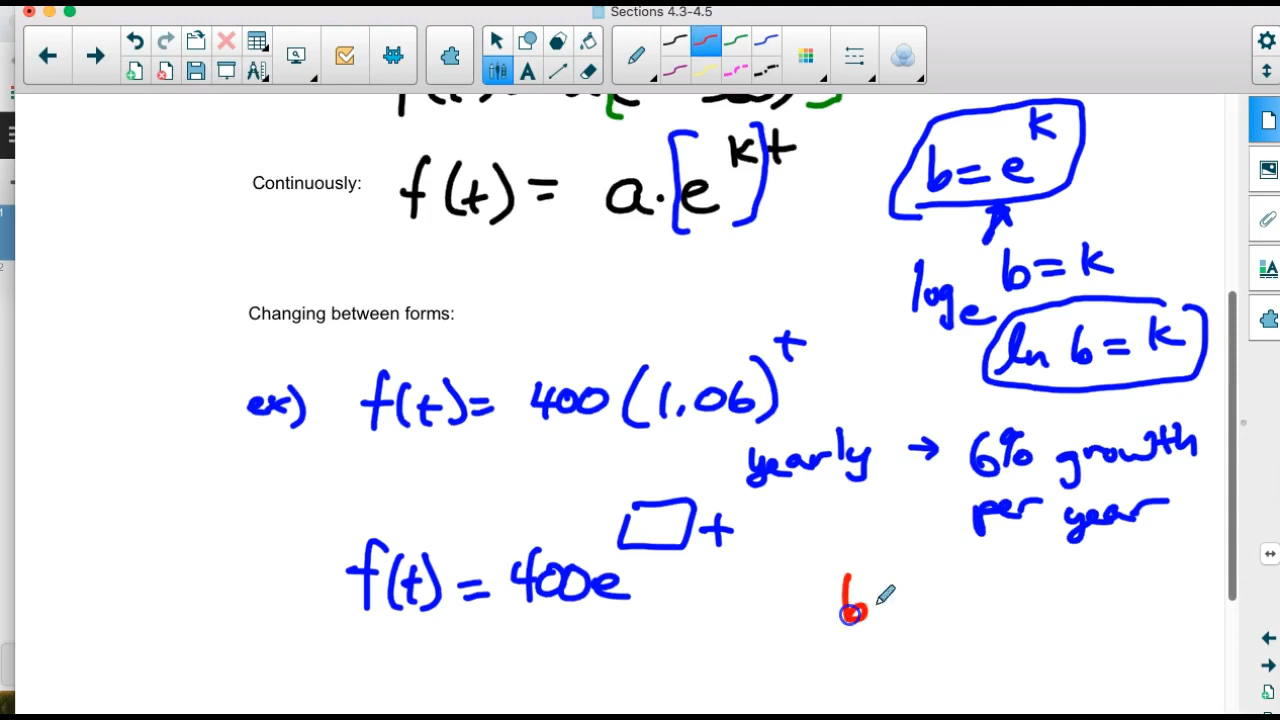 Sections 4.3-4.5
Continuously: f(t) = a·[e^k]^t
b = e^k
log_e b = k
ln b = k
Changing between forms:
ex) f(t) = 400 (1.06)^t
yearly → 6% growth
per year
f(t) = 400e^□t
b